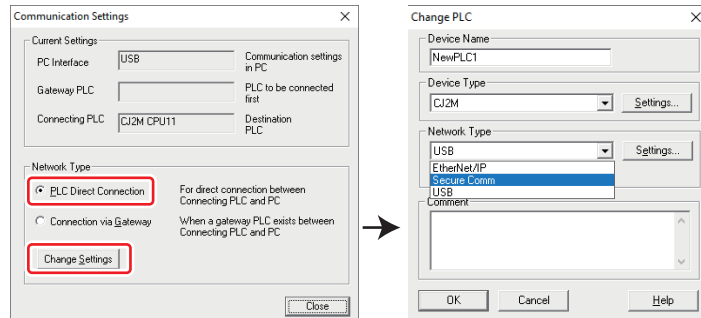 Communication Settings
Current Settings
PC Interface
USB
Communication settings
in PC
Gateway PLC
PLC to be connected
first
Connecting PLC
CJ2M CPU11
Destination
PLC
Network Type
PLC Direct Connection
For direct connection between
Connecting PLC and PC
Connection via Gateway
When a gateway PLC exists between
Connecting PLC and PC
Change Settings
Close
Change PLC
Device Name
NewPLC1
Device Type
CJ2M
Settings...
Network Type
USB
Settings...
EtherNet/IP
Secure Comm
USB
Comment
OK
Cancel
Help